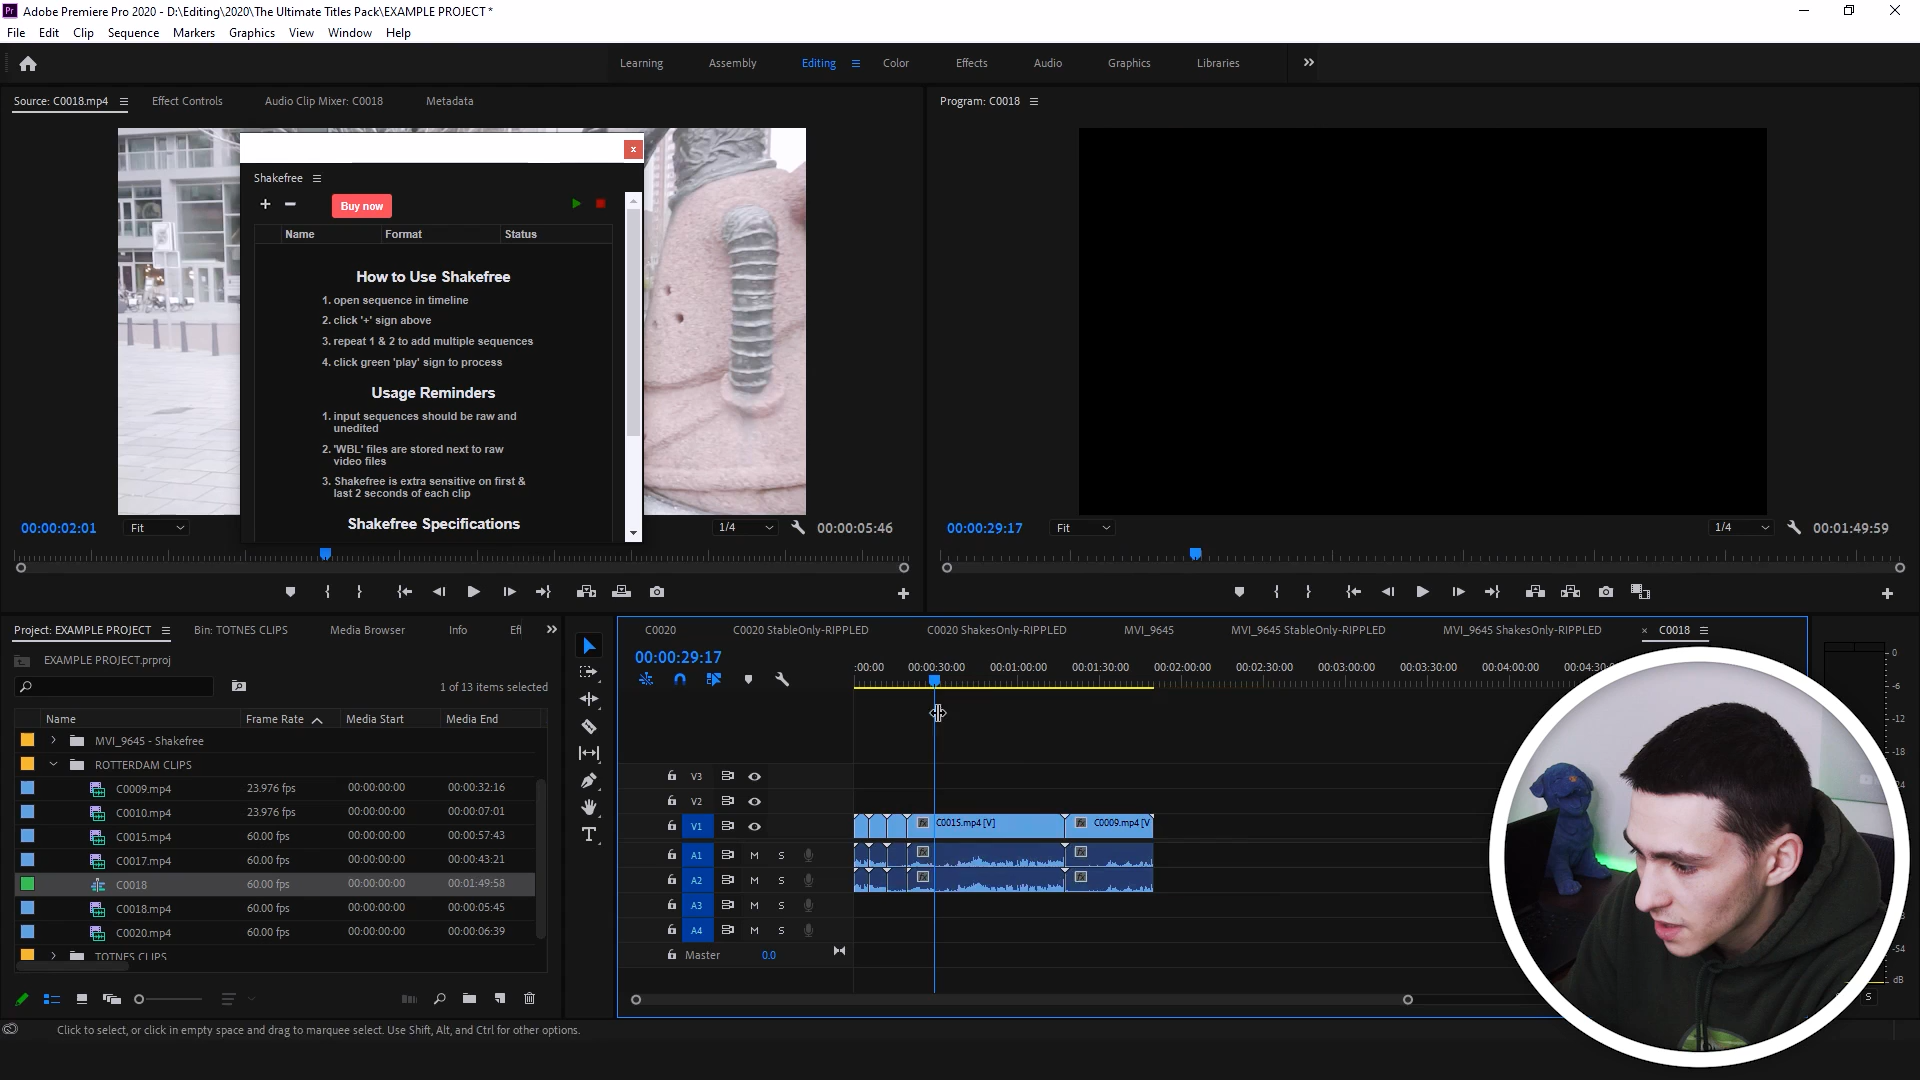 Pr Adobe Premiere Pro 2020 - D:\Editing\2020\The Ultimate Titles Pack\EXAMPLE PROJECT *
File Edit Clip Sequence Markers Graphics View Window Help
Learning Assembly Editing Color Effects Audio Graphics Libraries
Source: C0018.mp4 Effect Controls Audio Clip Mixer: C0018 Metadata
Program: C0018
Shakefree
Buy now
Name Format Status
How to Use Shakefree
1. open sequence in timeline
2. click '+' sign above
3. repeat 1 & 2 to add multiple sequences
4. click green 'play' sign to process
Usage Reminders
1. input sequences should be raw and
unedited
2. 'WBL' files are stored next to raw
video files
3. Shakefree is extra sensitive on first &
last 2 seconds of each clip
Shakefree Specifications
00:00:02:01 Fit 1/4 00:00:05:46
00:00:29:17 Fit 1/4 00:01:49:59
Project: EXAMPLE PROJECT Bin: TOTNES CLIPS Media Browser Info Eff
EXAMPLE PROJECT.prproj
1 of 13 items selected
Name Frame Rate Media Start Media End
MVI_9645 - Shakefree
ROTTERDAM CLIPS
C0009.mp4 23.976 fps 00:00:00:00 00:00:32:16
C0010.mp4 23.976 fps 00:00:00:00 00:00:07:01
C0015.mp4 60.00 fps 00:00:00:00 00:00:57:43
C0017.mp4 60.00 fps 00:00:00:00 00:00:43:21
C0018 60.00 fps 00:00:00:00 00:01:49:58
C0018.mp4 60.00 fps 00:00:00:00 00:00:05:45
C0020.mp4 60.00 fps 00:00:00:00 00:00:06:39
TOTNES CLIPS
C0020 C0020 StableOnly-RIPPLED C0020 ShakesOnly-RIPPLED MVI_9645 MVI_9645 StableOnly-RIPPLED MVI_9645 ShakesOnly-RIPPLED × C0018
00:00:29:17
:00:00 00:00:30:00 00:01:00:00 00:01:30:00 00:02:00:00 00:02:30:00 00:03:00:00 00:03:30:00 00:04:00:00
V3
V2
V1 fx C0015.mp4 [V] fx C0009.mp4 [V
A1 M S fx fx
A2 M S fx fx
A3 M S
A4 M S
Master 0.0
0
-6
-12
-18
-54
dB
S
Click to select, or click in empty space and drag to marquee select. Use Shift, Alt, and Ctrl for other options.